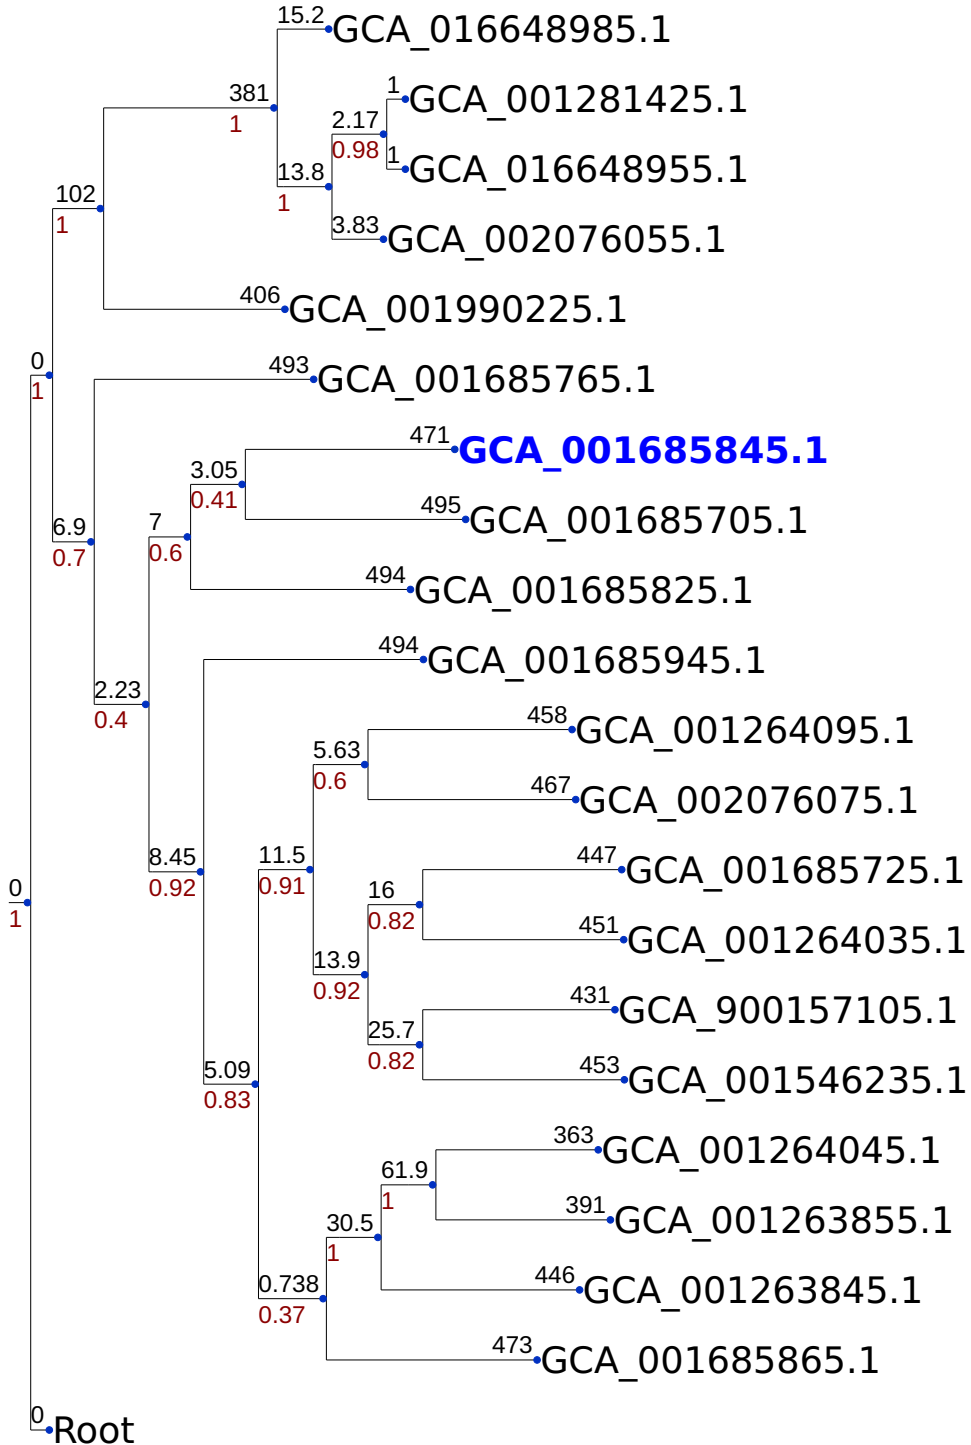 15.2
GCA_016648985.1
381
1
1
GCA_001281425.1
2.17
0.98
1
GCA_016648955.1
13.8
1
102
1
3.83
GCA_002076055.1
406
GCA_001990225.1
0
1
493
GCA_001685765.1
471
GCA_001685845.1
3.05
0.41
495
GCA_001685705.1
6.9
0.7
7
0.6
494
GCA_001685825.1
494
GCA_001685945.1
2.23
0.4
458
GCA_001264095.1
5.63
0.6
467
GCA_002076075.1
8.45
0.92
11.5
0.91
447
GCA_001685725.1
16
0.82
0
1
451
GCA_001264035.1
13.9
0.92
431
GCA_900157105.1
25.7
0.82
5.09
0.83
453
GCA_001546235.1
363
GCA_001264045.1
61.9
1
391
GCA_001263855.1
30.5
1
446
GCA_001263845.1
0.738
0.37
473
GCA_001685865.1
0
Root